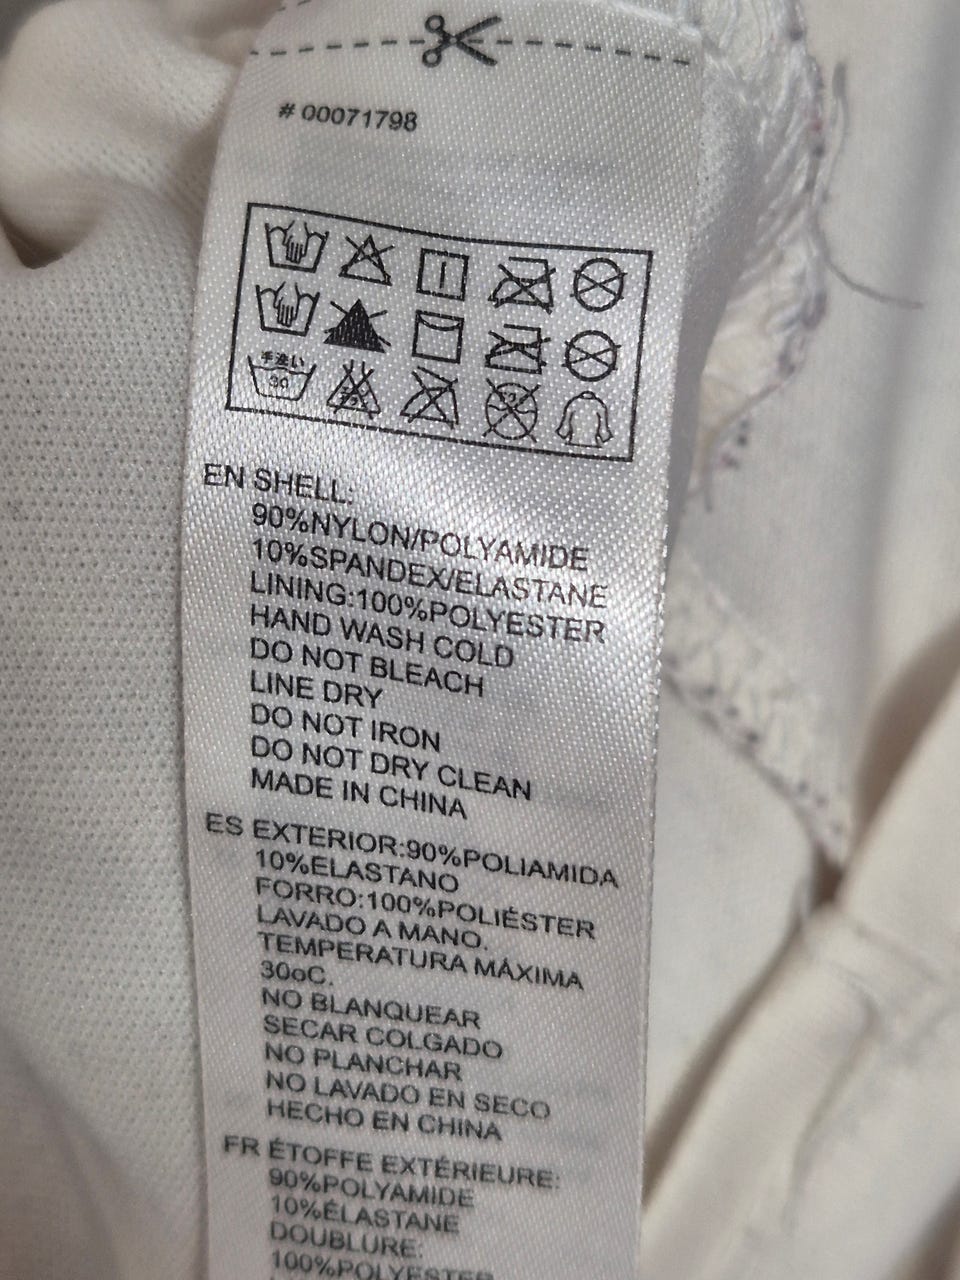 # 00071798
手洗い
30
EN SHELL:
90%NYLON/POLYAMIDE
10%SPANDEX/ELASTANE
LINING:100%POLYESTER
HAND WASH COLD
DO NOT BLEACH
LINE DRY
DO NOT IRON
DO NOT DRY CLEAN
MADE IN CHINA
ES EXTERIOR:90%POLIAMIDA
10%ELASTANO
FORRO:100%POLIÉSTER
LAVADO A MANO.
TEMPERATURA MÁXIMA
30oC.
NO BLANQUEAR
SECAR COLGADO
NO PLANCHAR
NO LAVADO EN SECO
HECHO EN CHINA
FR ÉTOFFE EXTÉRIEURE:
90%POLYAMIDE
10%ÉLASTANE
DOUBLURE:
100%POLYESTER